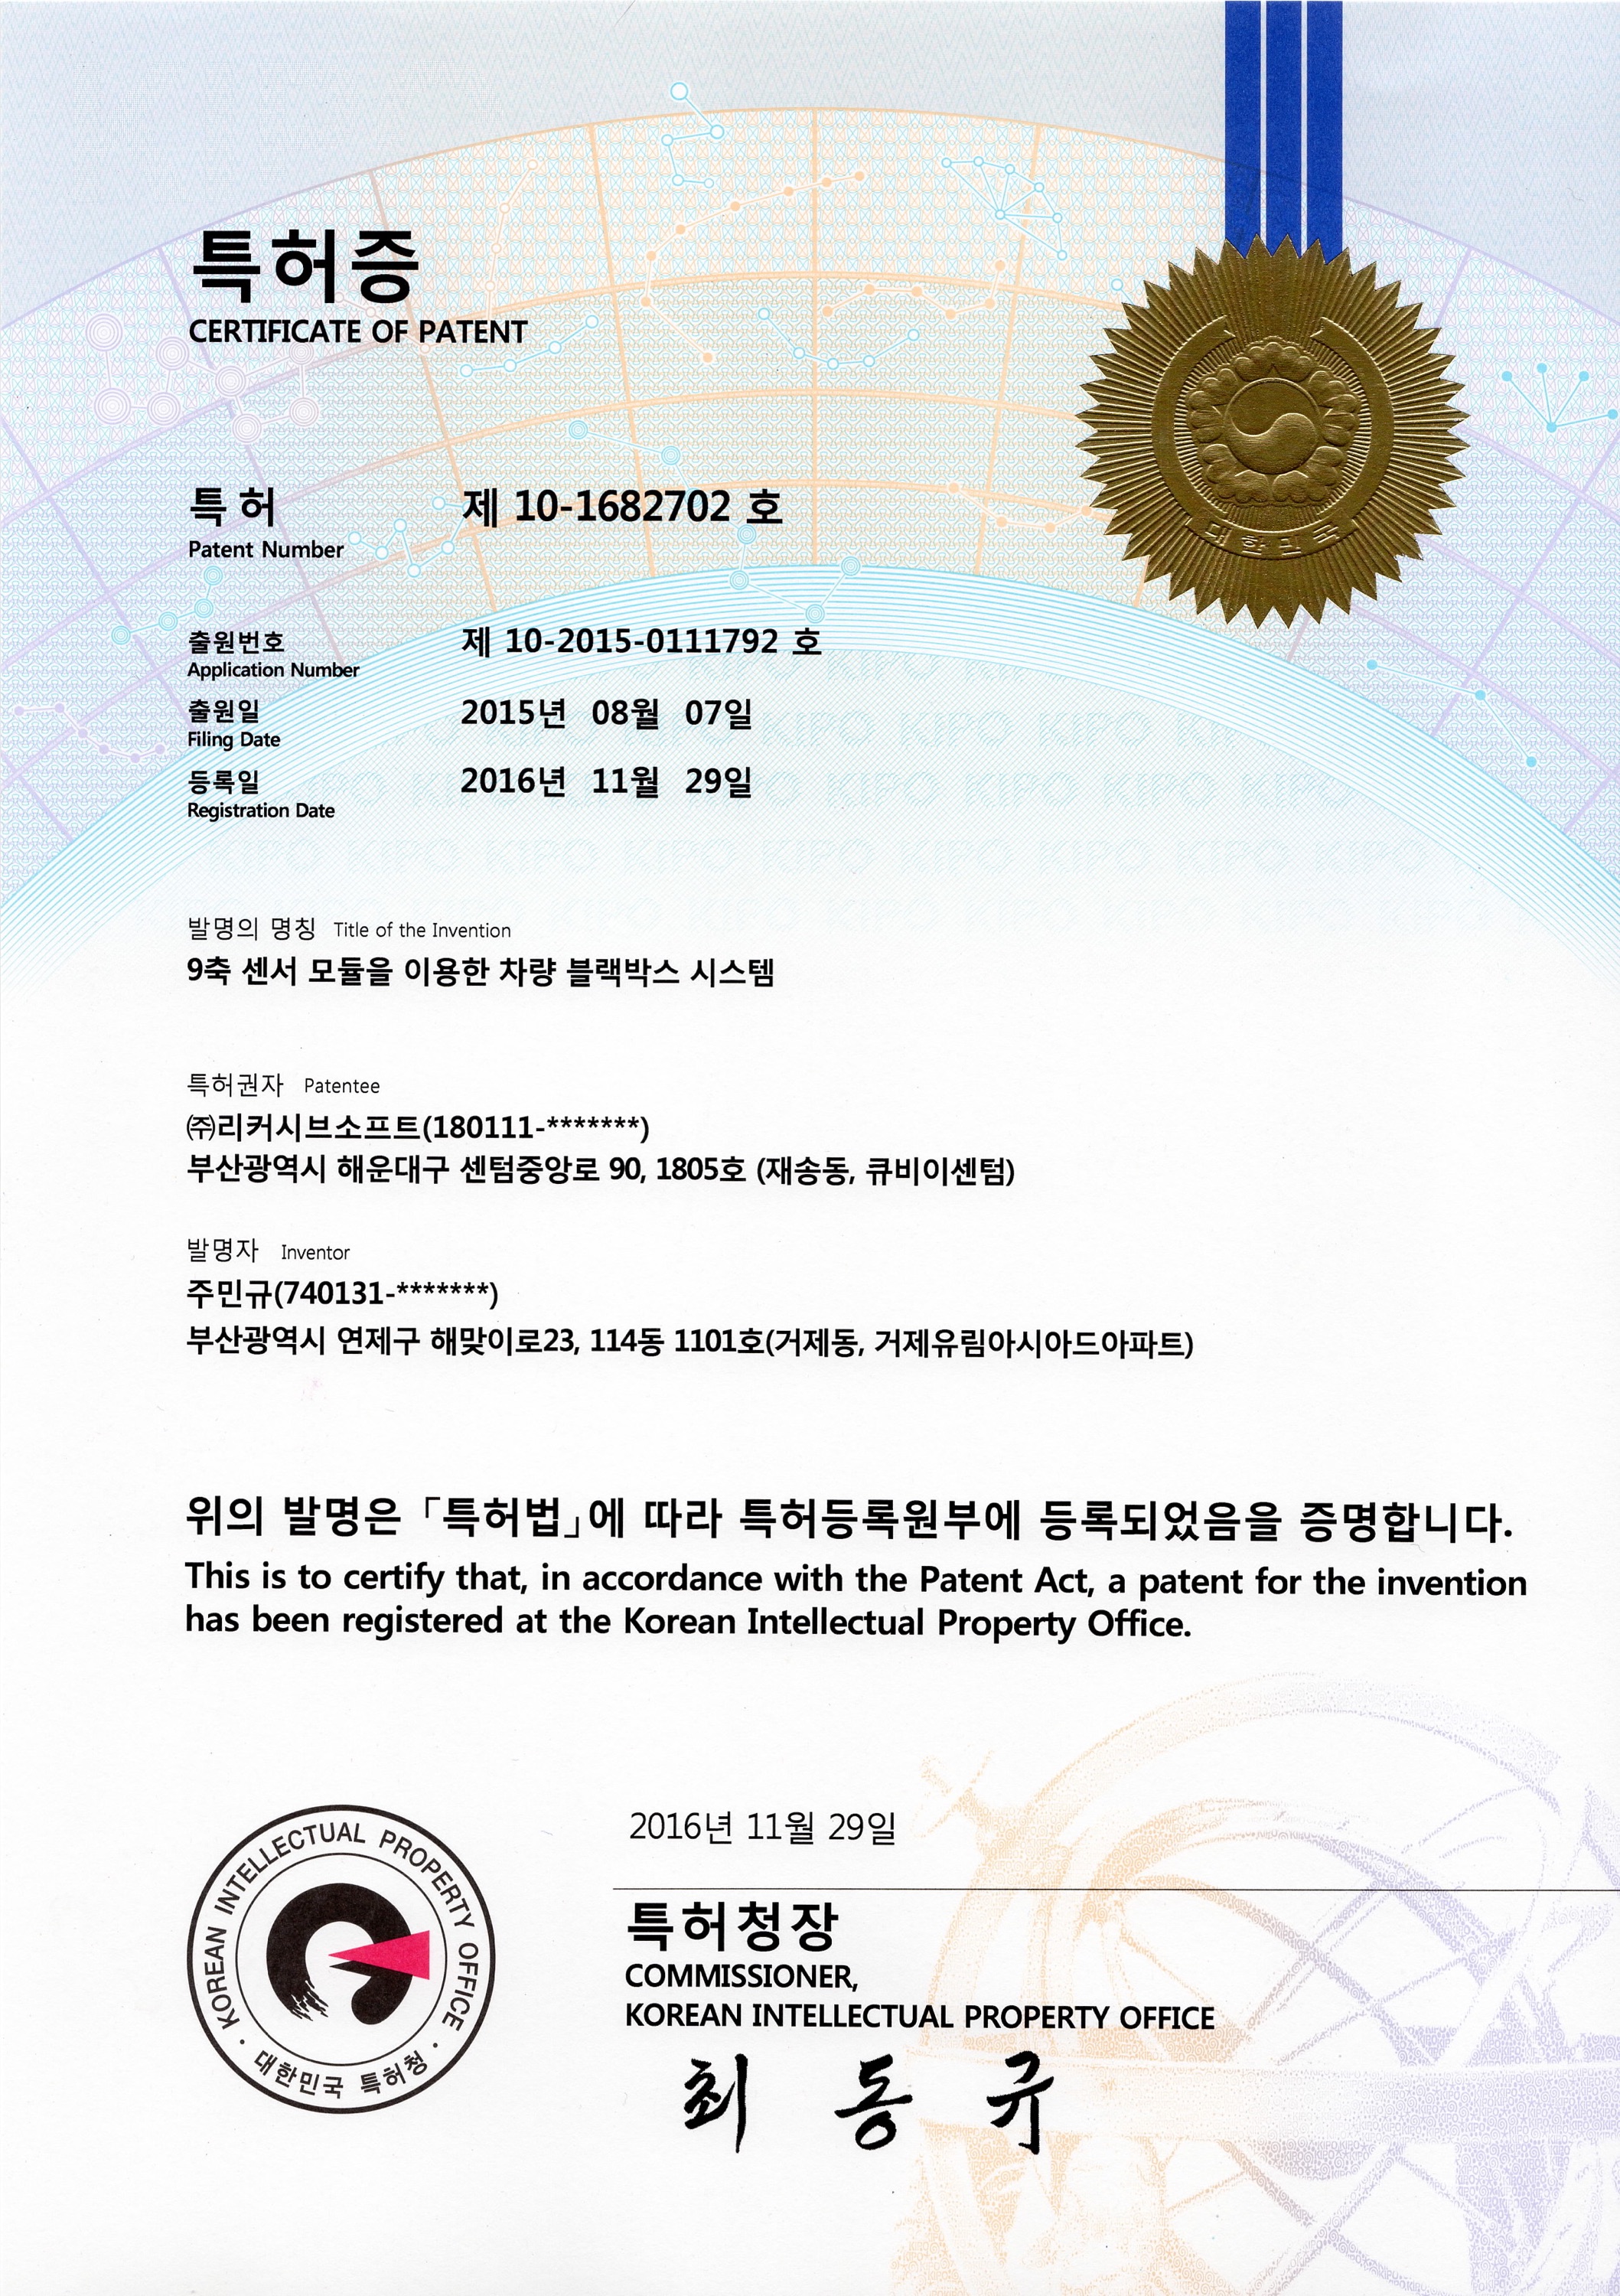 특허증
CERTIFICATE OF PATENT
대한민국
특 허 제 10-1682702 호
Patent Number
출원번호 제 10-2015-0111792 호
Application Number
출원일 2015년 08월 07일
Filing Date
등록일 2016년 11월 29일
Registration Date
발명의 명칭 Title of the Invention
9축 센서 모듈을 이용한 차량 블랙박스 시스템
특허권자 Patentee
㈜리커시브소프트(180111-*******)
부산광역시 해운대구 센텀중앙로 90, 1805호 (재송동, 큐비이센텀)
발명자 Inventor
주민규(740131-*******)
부산광역시 연제구 해맞이로23, 114동 1101호(거제동, 거제유림아시아드아파트)
위의 발명은 「특허법」에 따라 특허등록원부에 등록되었음을 증명합니다.
This is to certify that, in accordance with the Patent Act, a patent for the invention
has been registered at the Korean Intellectual Property Office.
2016년 11월 29일
특허청장
COMMISSIONER,
KOREAN INTELLECTUAL PROPERTY OFFICE
최 동 규
KOREAN INTELLECTUAL PROPERTY OFFICE
· 대한민국 특허청 ·